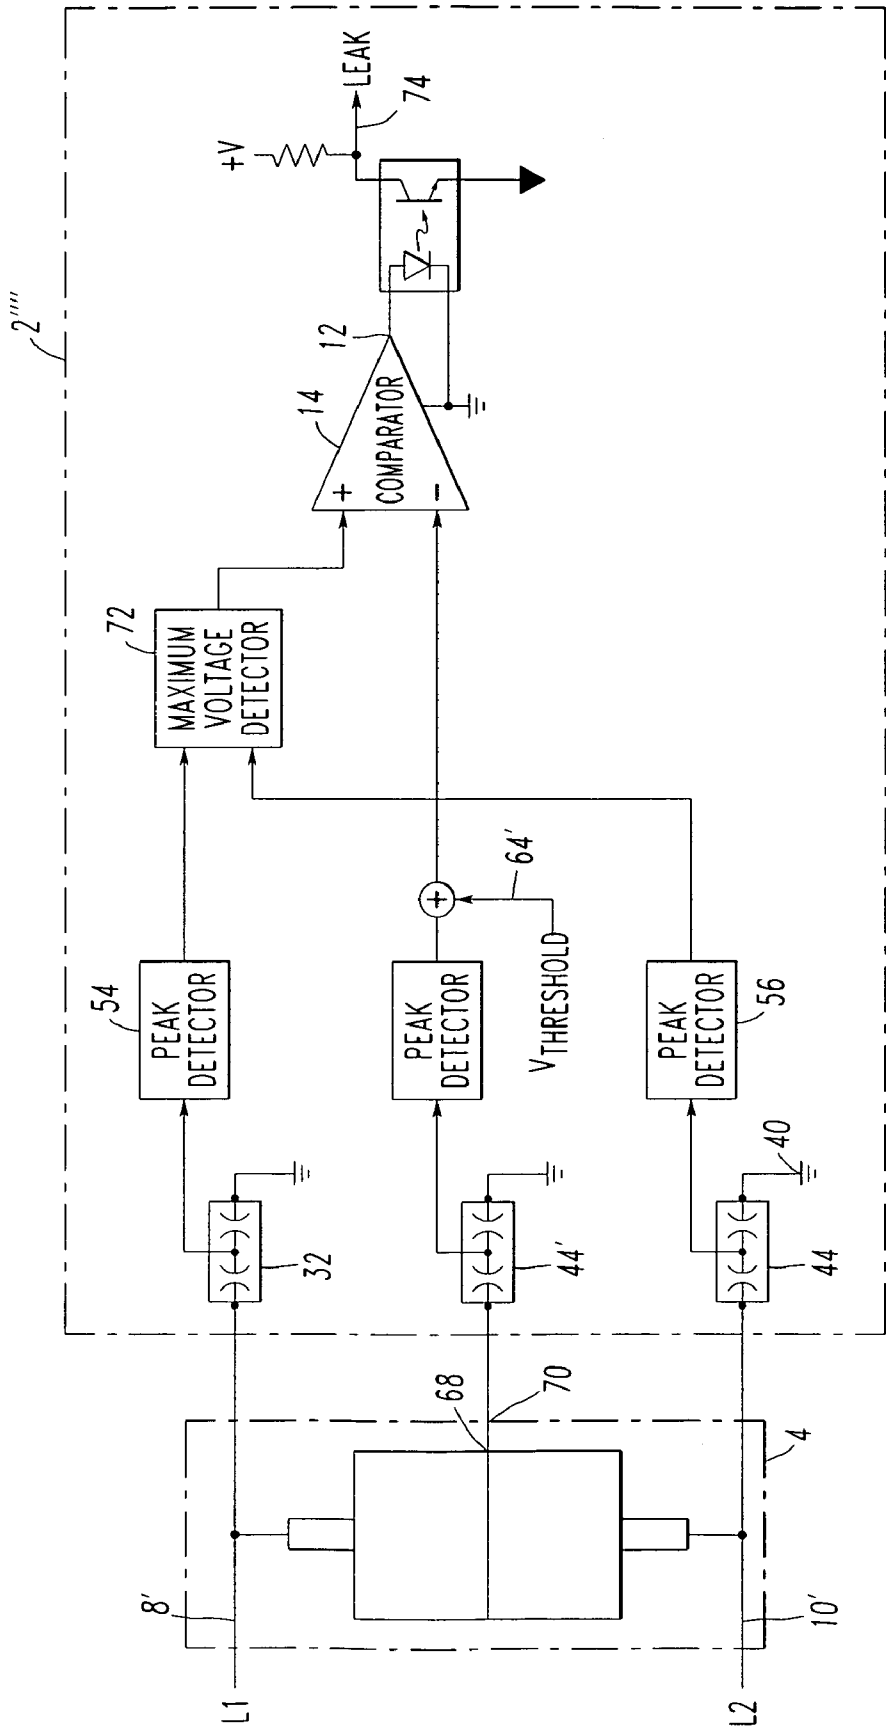 2''''
+V
LEAK
74
12
14
+
COMPARATOR
-
72
MAXIMUM
VOLTAGE
DETECTOR
54
PEAK
DETECTOR
PEAK
DETECTOR
+
64'
VTHRESHOLD
PEAK
DETECTOR
56
32
44'
44
40
68
70
4
8'
10'
L1
L2